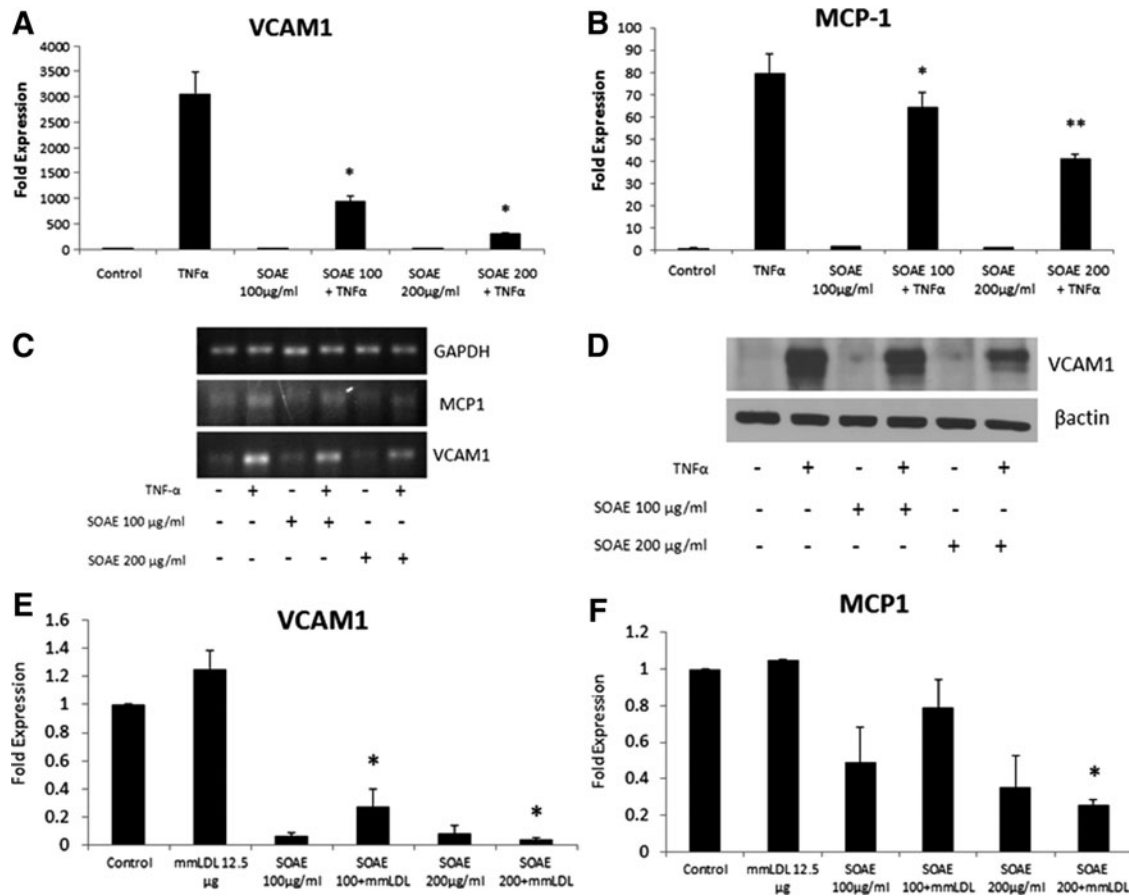 A
VCAM1
Fold Expression
4000
3500
3000
2500
2000
1500
1000
500
0
*
*
Control
TNFα
SOAE
100μg/ml
SOAE 100
+ TNFα
SOAE
200μg/ml
SOAE 200
+ TNFα
B
MCP-1
Fold Expression
100
90
80
70
60
50
40
30
20
10
0
*
**
Control
TNFα
SOAE
100μg/ml
SOAE 100
+ TNFα
SOAE
200μg/ml
SOAE 200
+ TNFα
C
GAPDH
MCP1
VCAM1
TNF-α - + - + - +
SOAE 100 μg/ml - - + + - -
SOAE 200 μg/ml - - - - + +
D
VCAM1
βactin
TNFα - + - + - +
SOAE 100 μg/ml - - + + - -
SOAE 200 μg/ml - - - - + +
E
VCAM1
Fold Expression
1.6
1.4
1.2
1
0.8
0.6
0.4
0.2
0
*
*
Control
mmLDL 12.5
μg
SOAE
100μg/ml
SOAE
100+mmLDL
SOAE
200μg/ml
SOAE
200+mmLDL
F
MCP1
Fold Expression
1.2
1
0.8
0.6
0.4
0.2
0
*
Control
mmLDL 12.5
μg
SOAE
100μg/ml
SOAE
100+mmLDL
SOAE
200μg/ml
SOAE
200+mmLDL